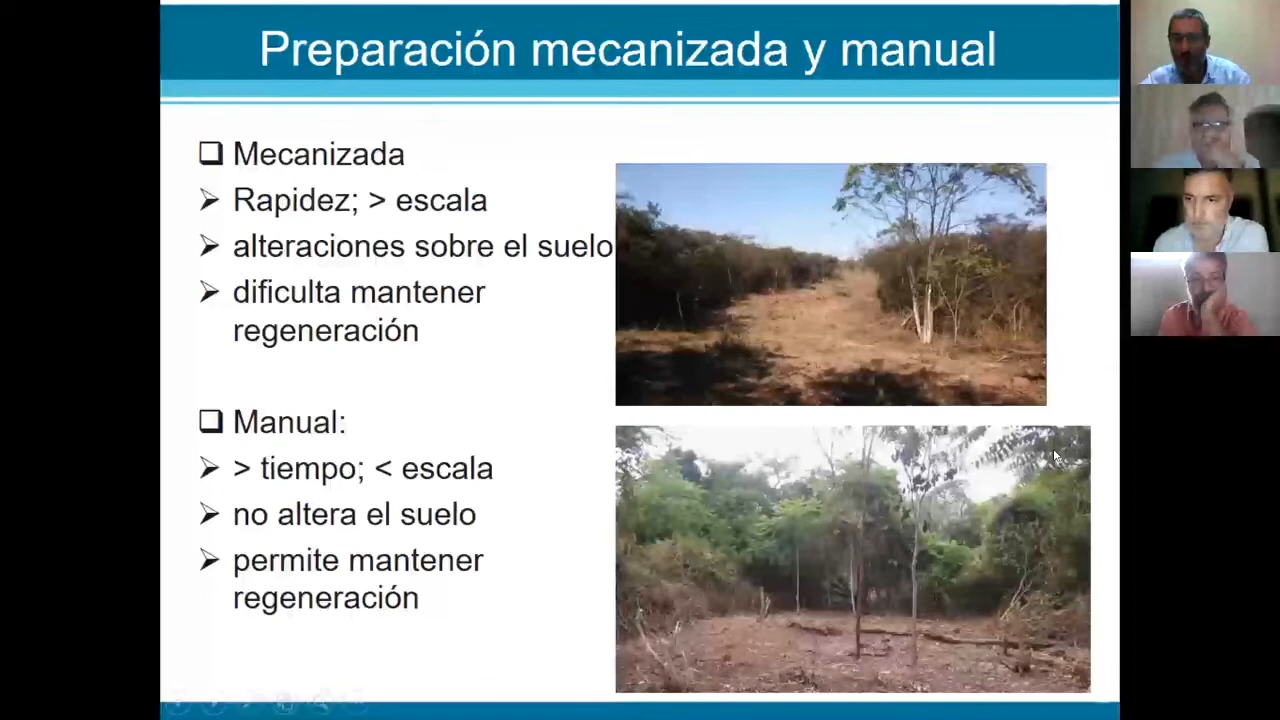 Preparación mecanizada y manual
Mecanizada
Rapidez; > escala
alteraciones sobre el suelo
dificulta mantener
regeneración
Manual:
> tiempo; < escala
no altera el suelo
permite mantener
regeneración